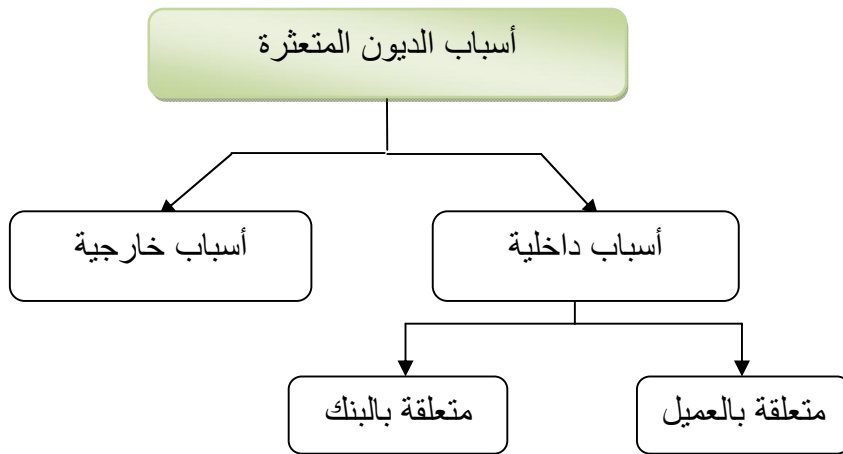 أسباب الديون المتعثرة
أسباب داخلية
أسباب خارجية
متعلقة بالعميل
متعلقة بالبنك